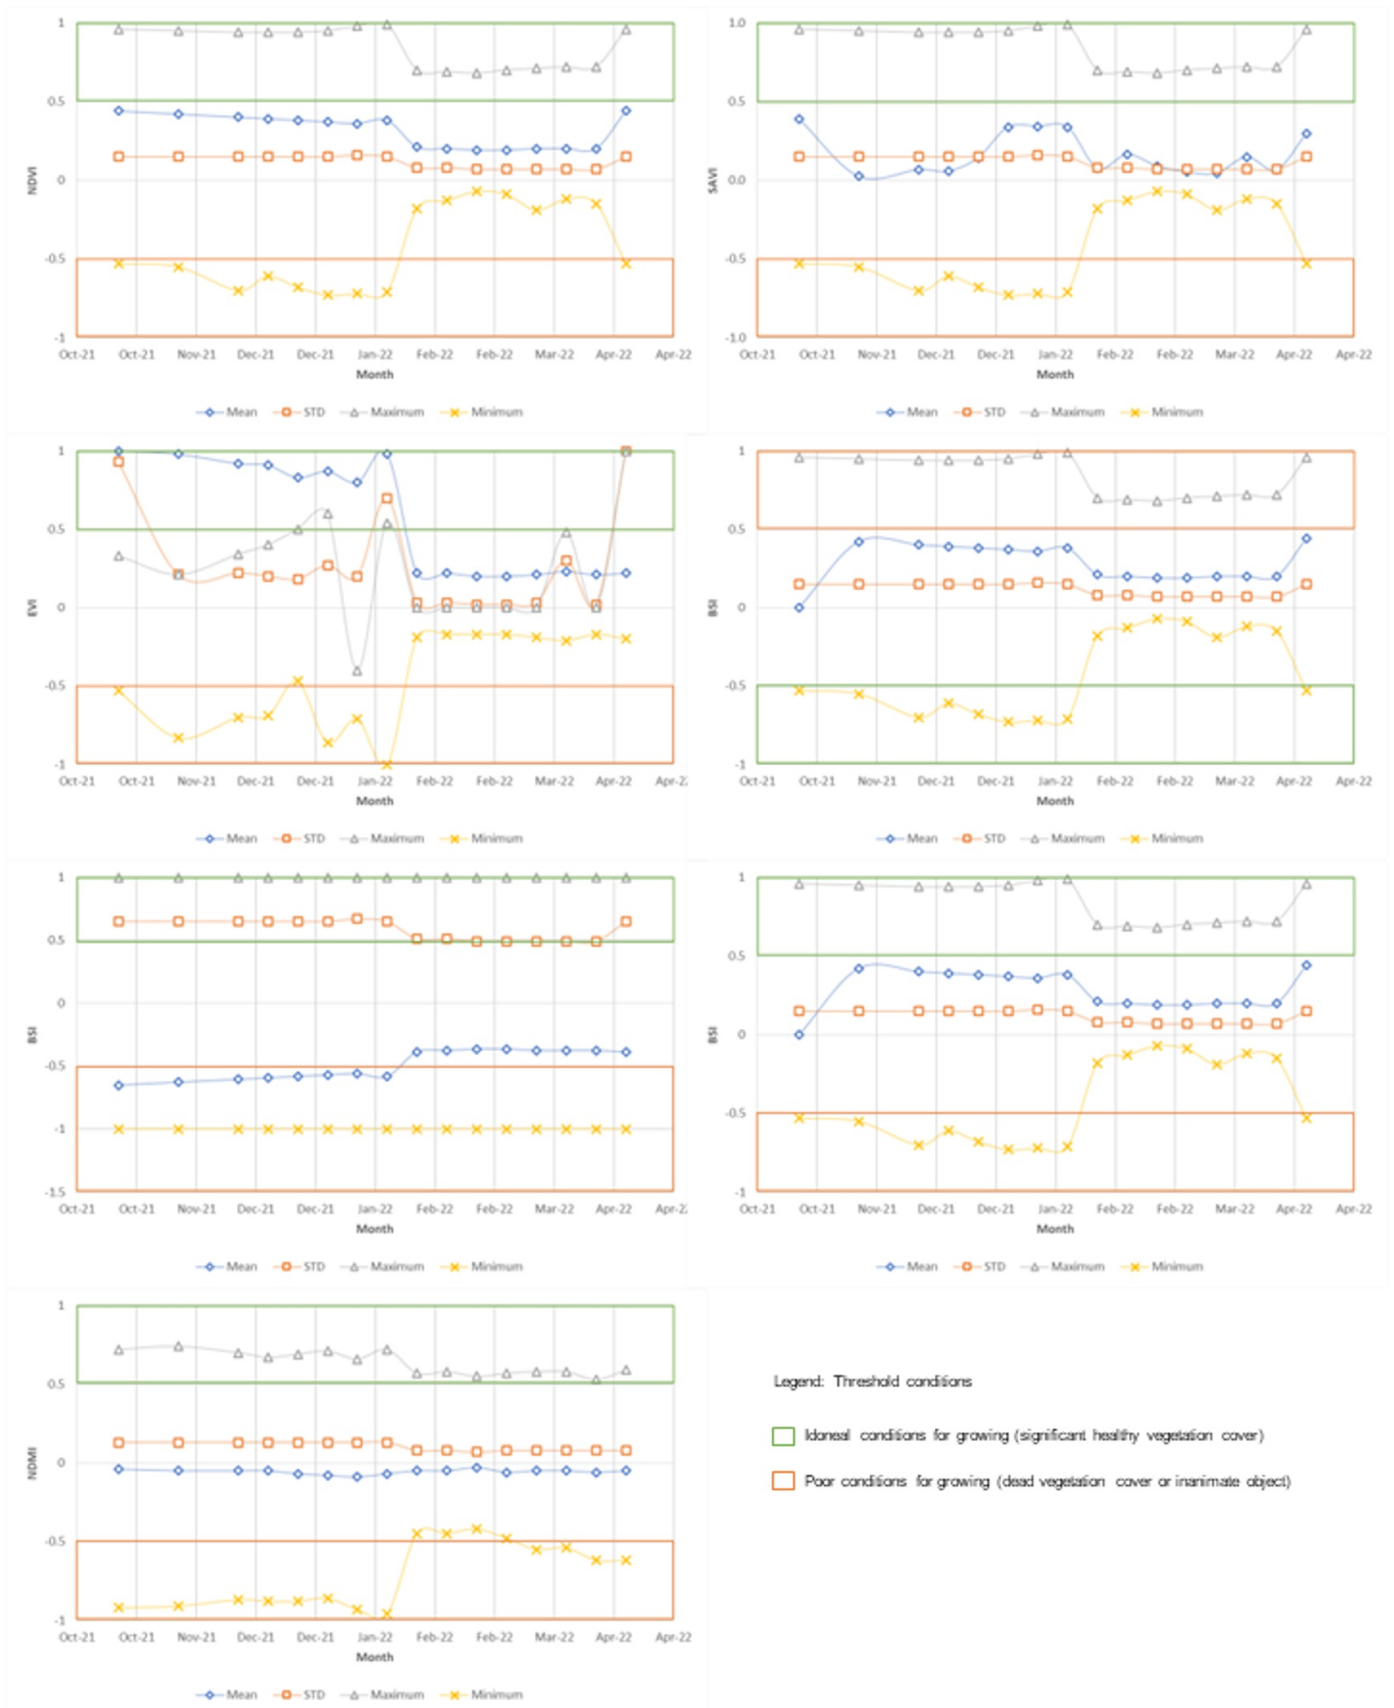 1
0.5
0
-0.5
-1
NDVI
Oct-21 Oct-21 Nov-21 Dec-21 Dec-21 Jan-22 Feb-22 Feb-22 Mar-22 Apr-22 Apr-22
Month
Mean STD Maximum Minimum
1.0
0.5
0.0
-0.5
-1.0
SAVI
Oct-21 Oct-21 Nov-21 Dec-21 Dec-21 Jan-22 Feb-22 Feb-22 Mar-22 Apr-22 Apr-22
Month
Mean STD Maximum Minimum
1
0.5
0
-0.5
-1
EVI
Oct-21 Oct-21 Nov-21 Dec-21 Dec-21 Jan-22 Feb-22 Feb-22 Mar-22 Apr-22 Apr-22
Month
Mean STD Maximum Minimum
1
0.5
0
-0.5
-1
BSI
Oct-21 Oct-21 Nov-21 Dec-21 Dec-21 Jan-22 Feb-22 Feb-22 Mar-22 Apr-22 Apr-22
Month
Mean STD Maximum Minimum
1
0.5
0
-0.5
-1
-1.5
BSI
Oct-21 Oct-21 Nov-21 Dec-21 Dec-21 Jan-22 Feb-22 Feb-22 Mar-22 Apr-22 Apr-22
Month
Mean STD Maximum Minimum
1
0.5
0
-0.5
-1
BSI
Oct-21 Oct-21 Nov-21 Dec-21 Dec-21 Jan-22 Feb-22 Feb-22 Mar-22 Apr-22 Apr-22
Month
Mean STD Maximum Minimum
1
0.5
0
-0.5
-1
NDMI
Oct-21 Oct-21 Nov-21 Dec-21 Dec-21 Jan-22 Feb-22 Feb-22 Mar-22 Apr-22 Apr-22
Month
Mean STD Maximum Minimum
Legend: Threshold conditions
Idoneal conditions for growing (significant healthy vegetation cover)
Poor conditions for growing (dead vegetation cover or inanimate object)